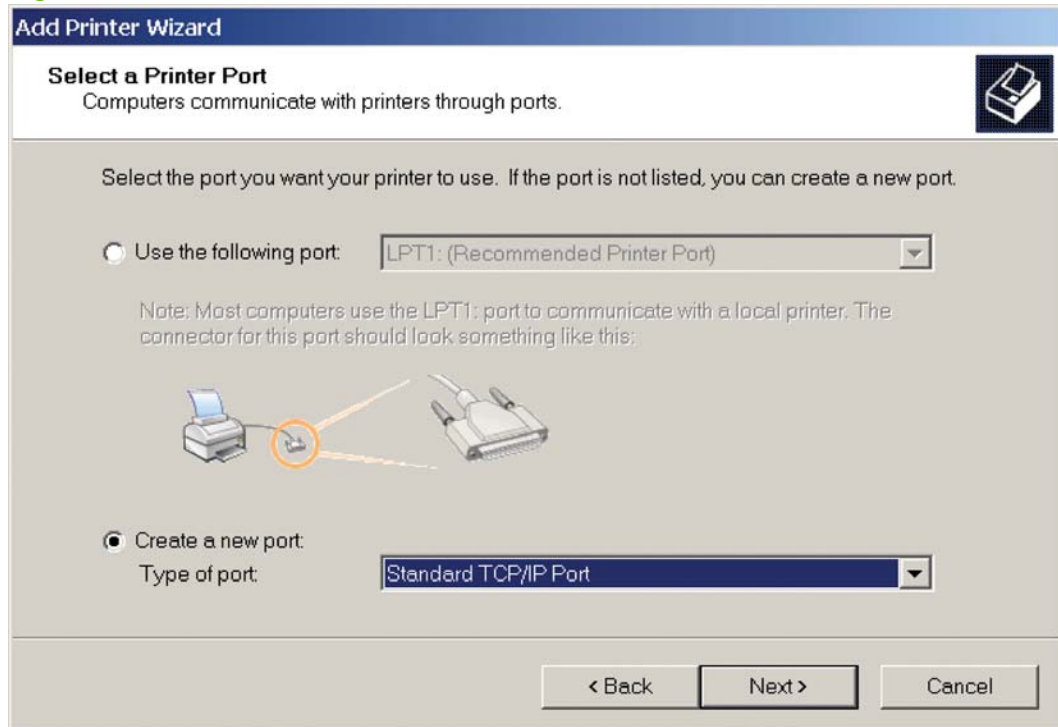 Add Printer Wizard
Select a Printer Port
Computers communicate with printers through ports.
Select the port you want your printer to use. If the port is not listed, you can create a new port.
Use the following port: LPT1: (Recommended Printer Port)
Note: Most computers use the LPT1: port to communicate with a local printer. The
connector for this port should look something like this:
Create a new port:
Type of port: Standard TCP/IP Port
< Back Next > Cancel